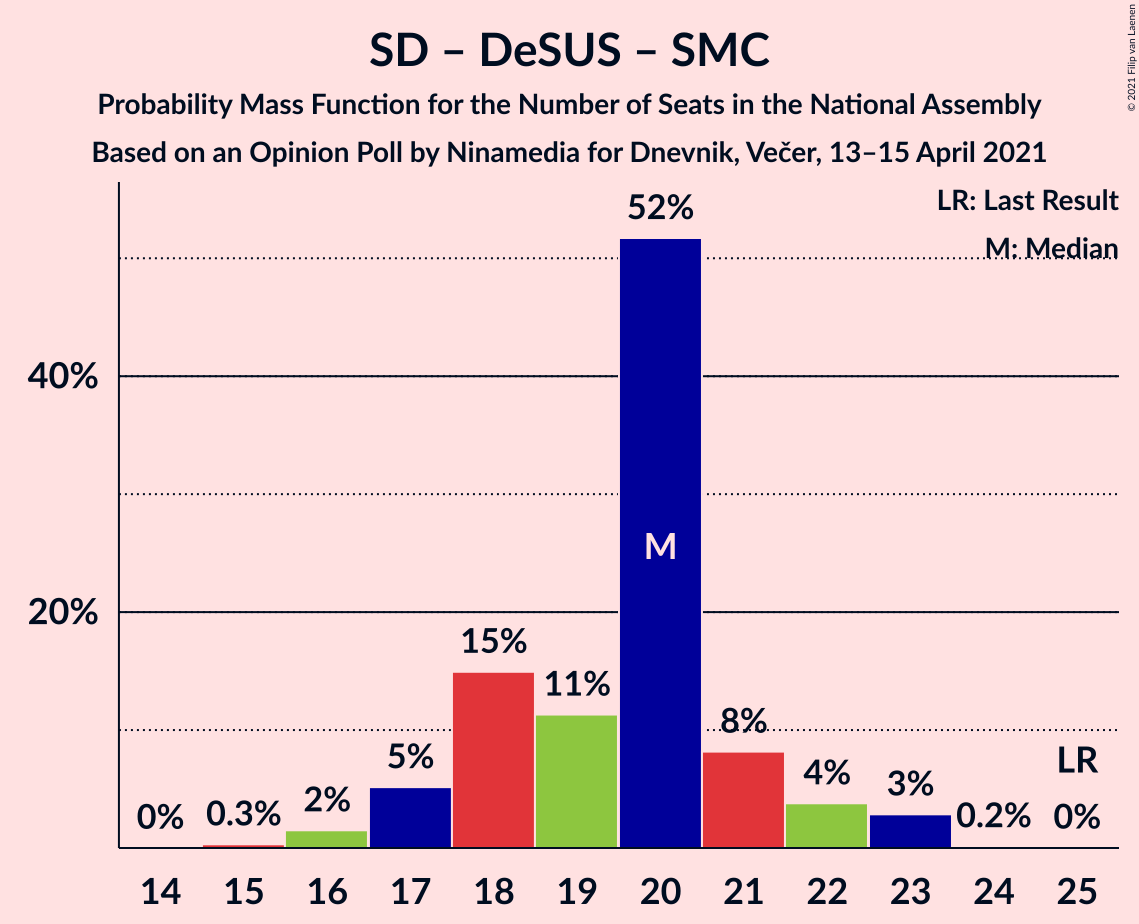 SD – DeSUS – SMC
Probability Mass Function for the Number of Seats in the National Assembly
Based on an Opinion Poll by Ninamedia for Dnevnik, Večer, 13–15 April 2021
© 2021 Filip van Laenen
LR: Last Result
M: Median
52%
40%
M
20%
15%
11%
8%
5%
4%
3%
2%
0.3%
0%
LR
0.2%
0%
14 15 16 17 18 19 20 21 22 23 24 25